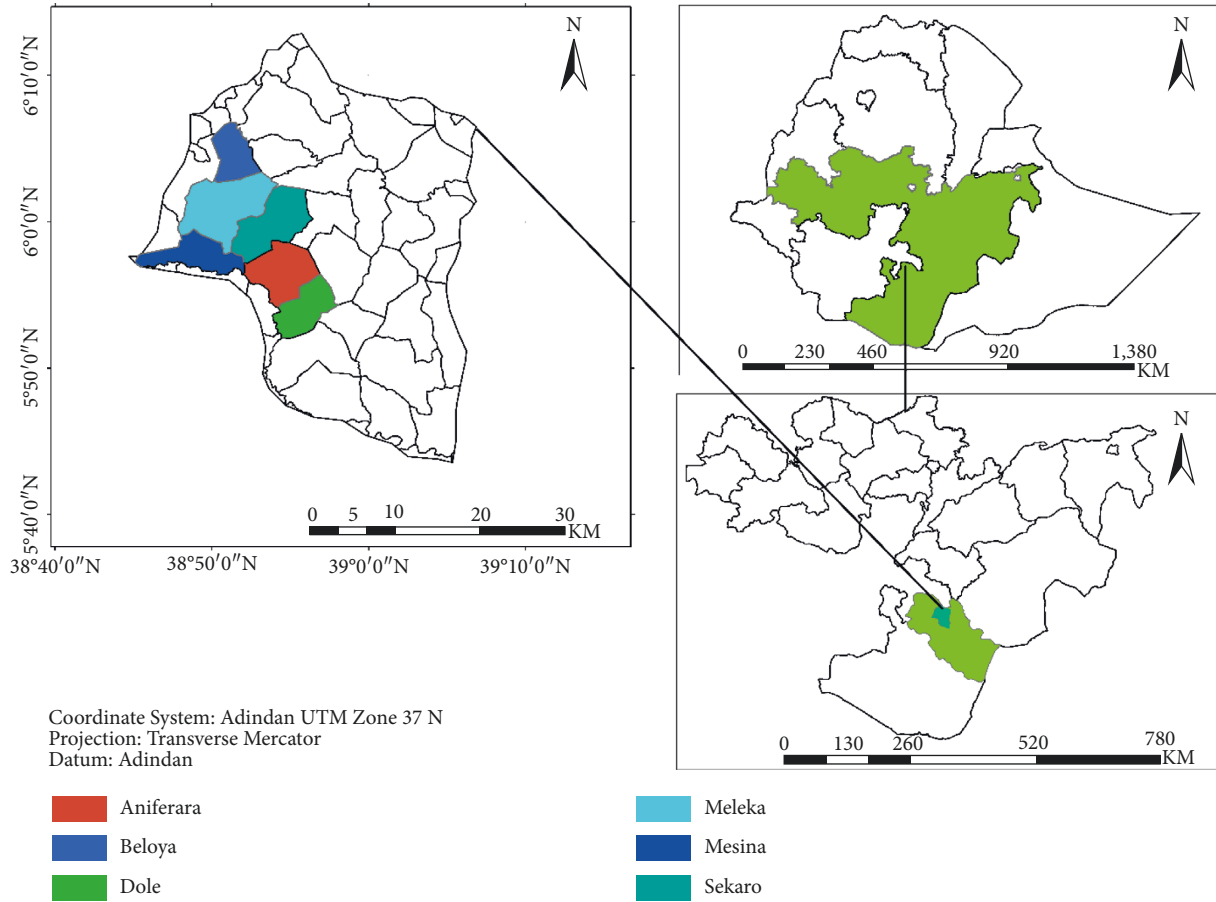 N
6°10′0″N
6°0′0″N
5°50′0″N
5°40′0″N
0 5 10 20 30
KM
38°40′0″N 38°50′0″N 39°0′0″N 39°10′0″N
N
0 230 460 920 1,380
KM
N
0 130 260 520 780
KM
Coordinate System: Adindan UTM Zone 37 N
Projection: Transverse Mercator
Datum: Adindan
Aniferara
Beloya
Dole
Meleka
Mesina
Sekaro